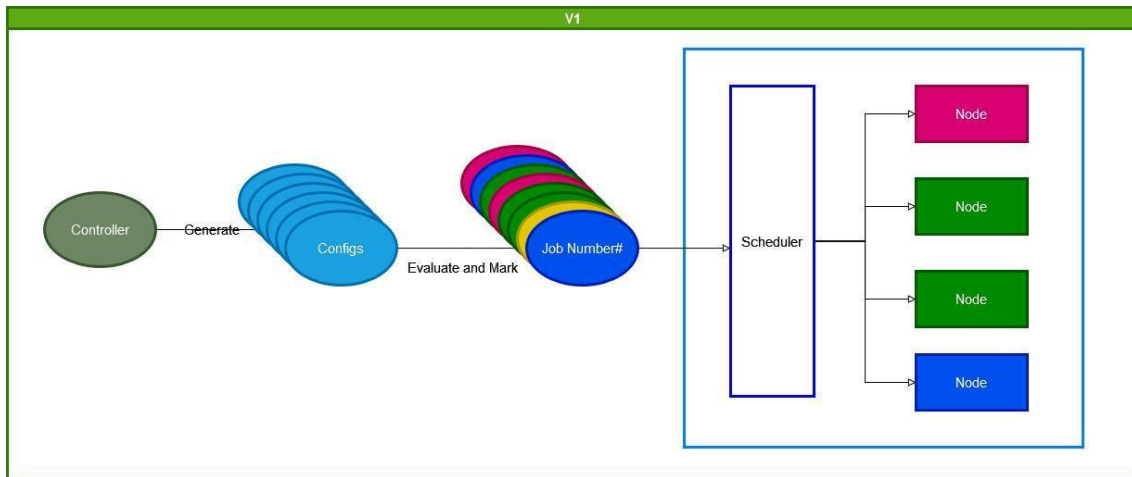 V1
Controller
Generate
Configs
Evaluate and Mark
Job Number#
Scheduler
Node
Node
Node
Node